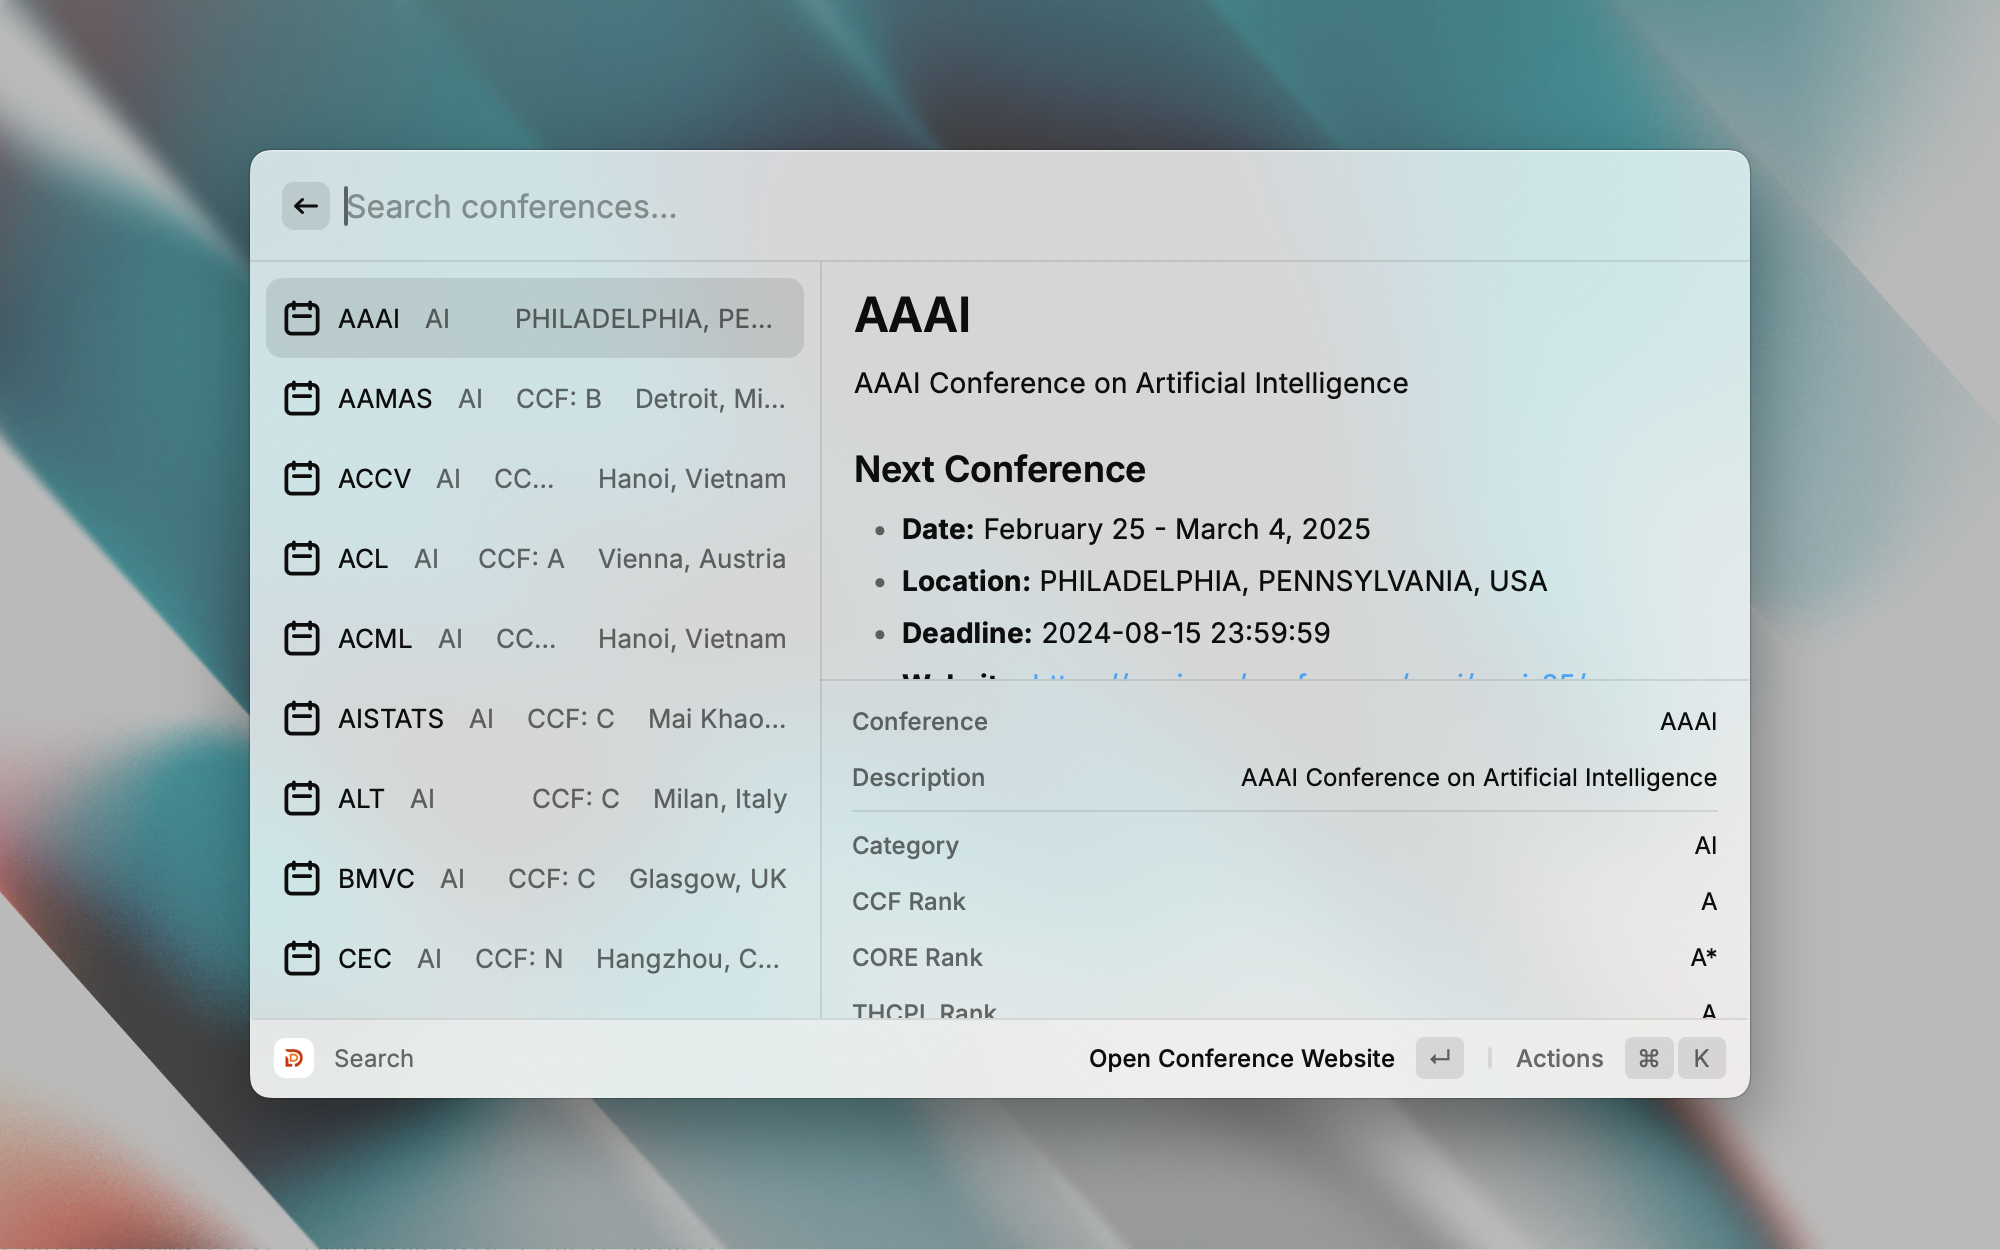 Search conferences...
AAAI AI PHILADELPHIA, PE...
AAMAS AI CCF: B Detroit, Mi...
ACCV AI CC... Hanoi, Vietnam
ACL AI CCF: A Vienna, Austria
ACML AI CC... Hanoi, Vietnam
AISTATS AI CCF: C Mai Khao...
ALT AI CCF: C Milan, Italy
BMVC AI CCF: C Glasgow, UK
CEC AI CCF: N Hangzhou, C...
AAAI
AAAI Conference on Artificial Intelligence
Next Conference
• Date: February 25 - March 4, 2025
• Location: PHILADELPHIA, PENNSYLVANIA, USA
• Deadline: 2024-08-15 23:59:59
Conference AAAI
Description AAAI Conference on Artificial Intelligence
Category AI
CCF Rank A
CORE Rank A*
THCPL Rank A
Search
Open Conference Website ↵ Actions ⌘ K